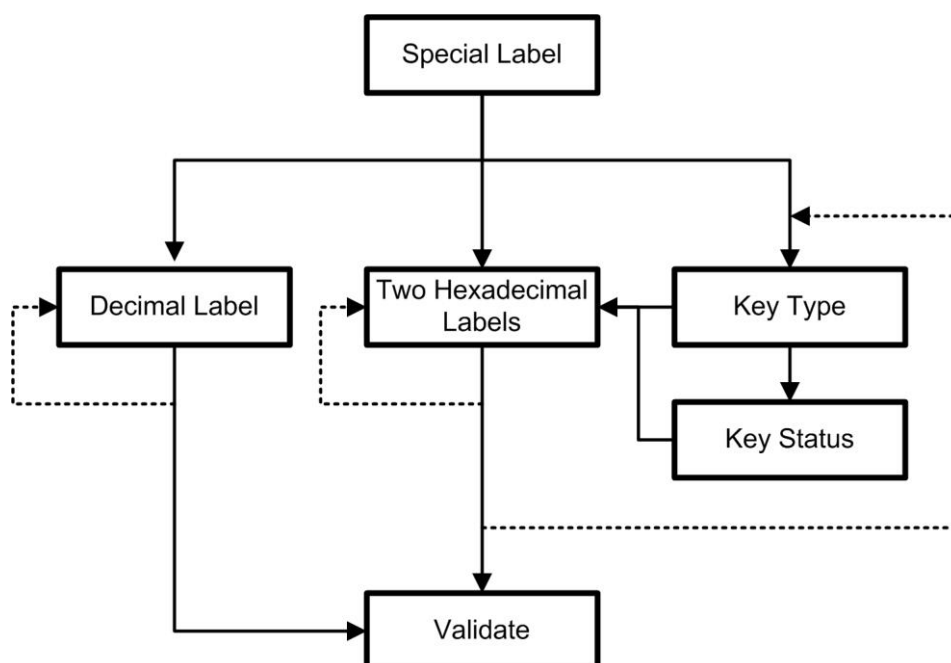 Special Label
Decimal Label
Two Hexadecimal
Labels
Key Type
Key Status
Validate